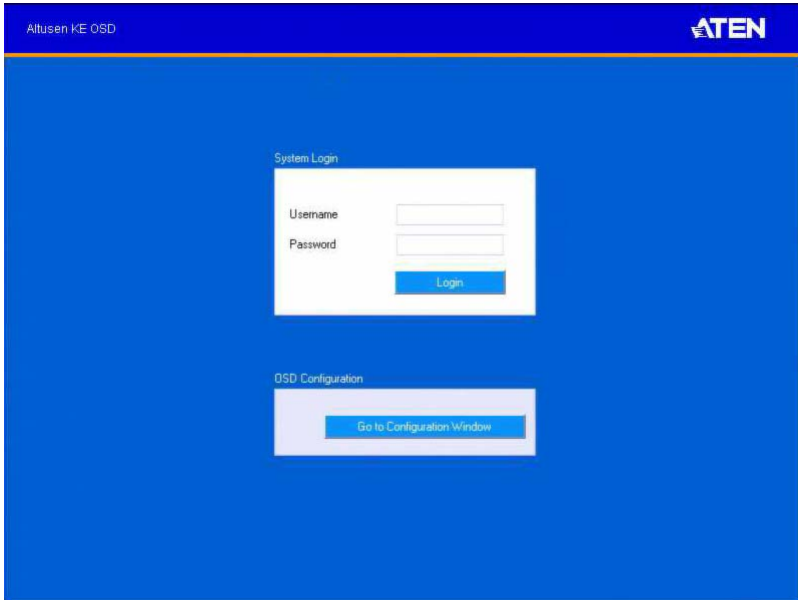 Altusen KE OSD
ATEN
System Login
Username
Password
Login
OSD Configuration
Go to Configuration Window